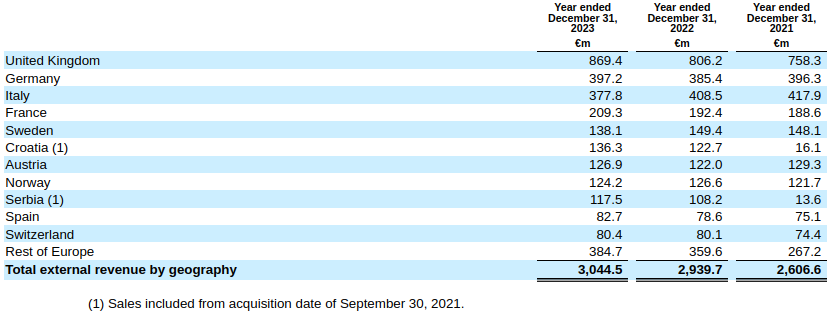 Year ended Year ended Year ended
December 31, December 31, December 31,
2023 2022 2021
€m €m €m
United Kingdom 869.4 806.2 758.3
Germany 397.2 385.4 396.3
Italy 377.8 408.5 417.9
France 209.3 192.4 188.6
Sweden 138.1 149.4 148.1
Croatia (1) 136.3 122.7 16.1
Austria 126.9 122.0 129.3
Norway 124.2 126.6 121.7
Serbia (1) 117.5 108.2 13.6
Spain 82.7 78.6 75.1
Switzerland 80.4 80.1 74.4
Rest of Europe 384.7 359.6 267.2
Total external revenue by geography 3,044.5 2,939.7 2,606.6
(1) Sales included from acquisition date of September 30, 2021.